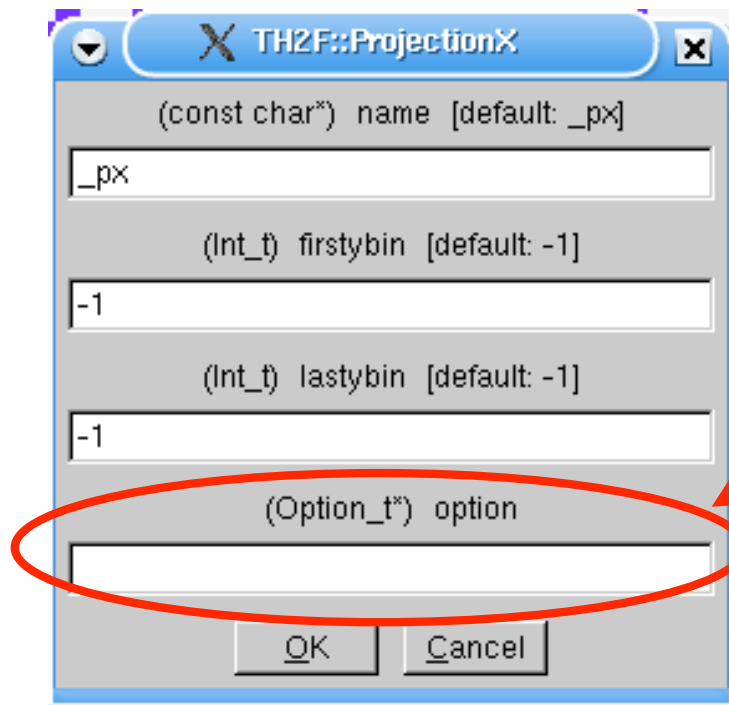 TH2F::ProjectionX
(const char*) name [default: _px]
_px
(Int_t) firstybin [default: -1]
-1
(Int_t) lastybin [default: -1]
-1
(Option_t*) option
OK Cancel